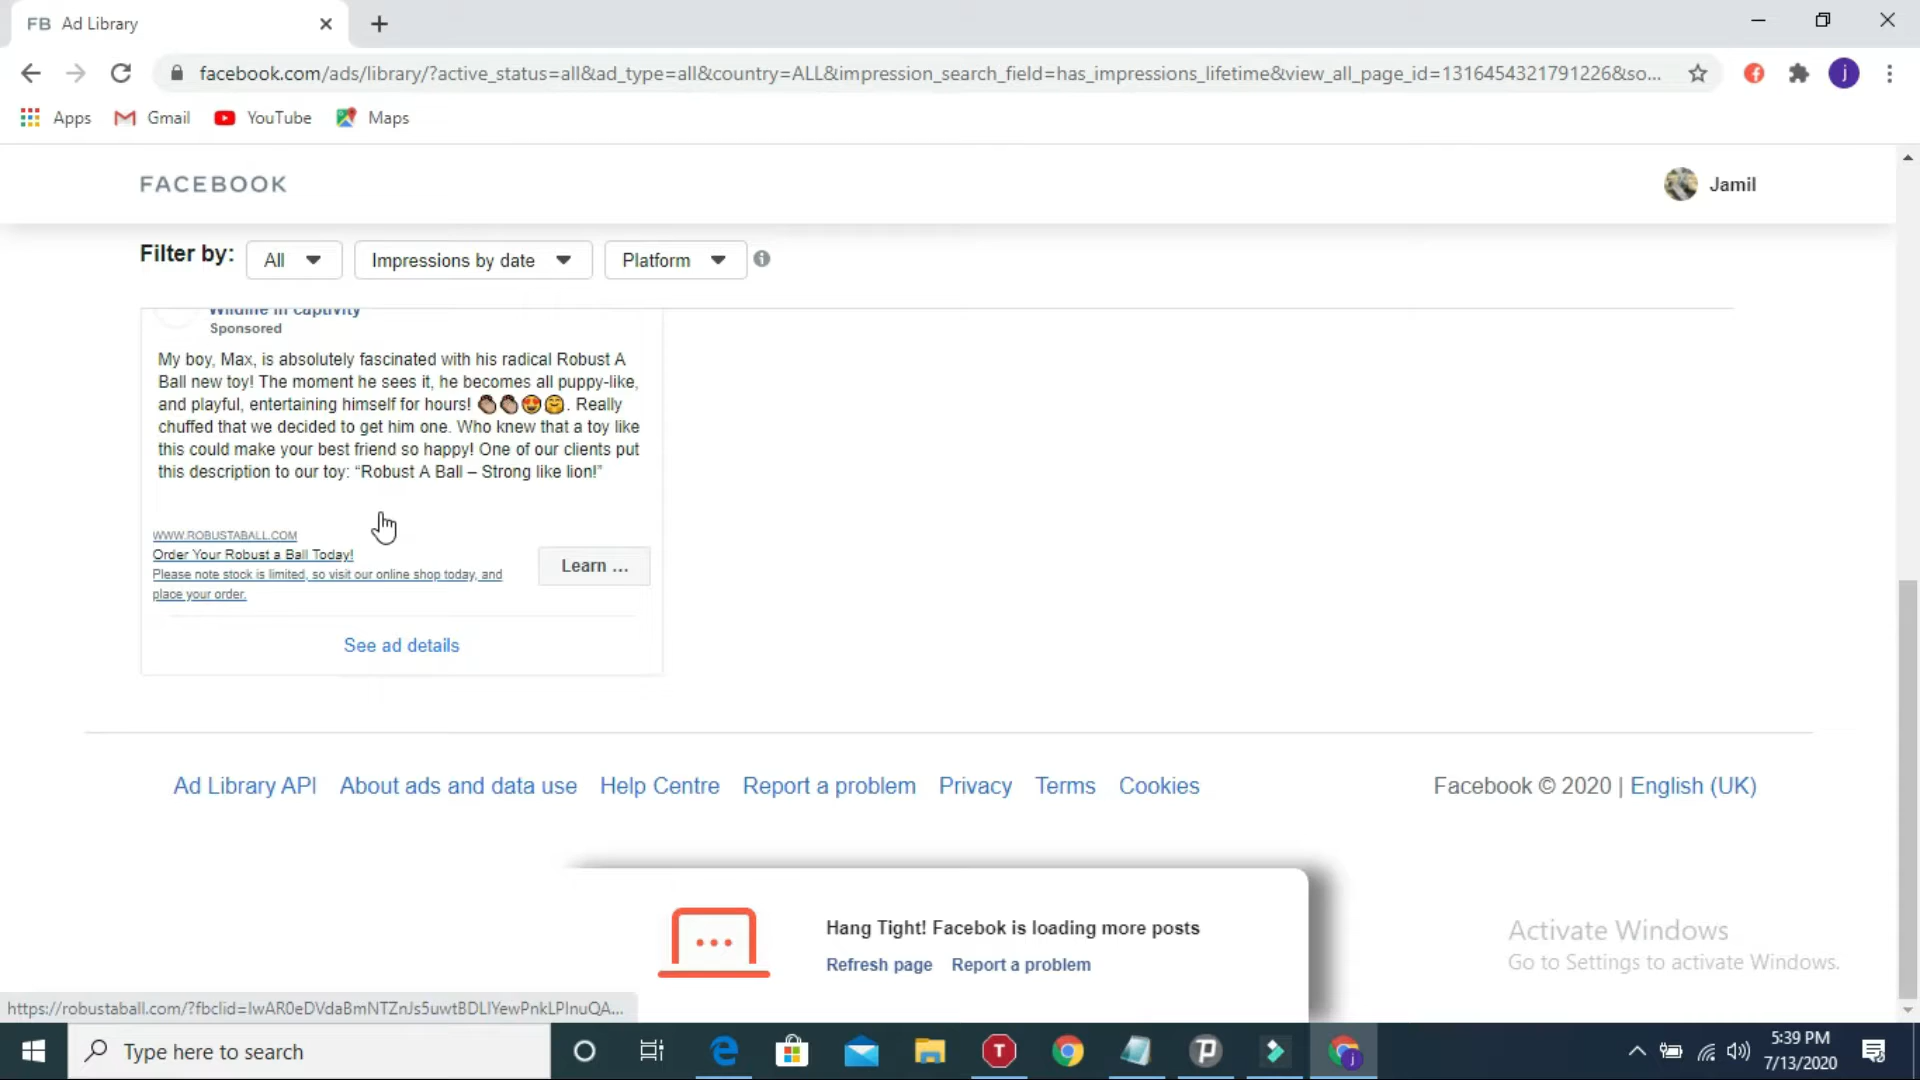 FB Ad Library
facebook.com/ads/library/?active_status=all&ad_type=all&country=ALL&impression_search_field=has_impressions_lifetime&view_all_page_id=1316454321791226&so...
j
Apps Gmail YouTube Maps
FACEBOOK
Jamil
Filter by: All Impressions by date Platform
Wildlife in captivity
Sponsored
My boy, Max, is absolutely fascinated with his radical Robust A
Ball new toy! The moment he sees it, he becomes all puppy-like,
and playful, entertaining himself for hours! 👏🏽👏🏽😍🤗. Really
chuffed that we decided to get him one. Who knew that a toy like
this could make your best friend so happy! One of our clients put
this description to our toy: “Robust A Ball – Strong like lion!”
WWW.ROBUSTABALL.COM
Order Your Robust a Ball Today!
Please note stock is limited, so visit our online shop today, and
place your order.
Learn ...
See ad details
Ad Library API About ads and data use Help Centre Report a problem Privacy Terms Cookies
Facebook © 2020 | English (UK)
Hang Tight! Facebok is loading more posts
Refresh page Report a problem
Activate Windows
Go to Settings to activate Windows.
https://robustaball.com/?fbclid=IwAR0eDVdaBmNTZnJs5uwtBDLIYewPnkLPlnuQA...
Type here to search
5:39 PM
7/13/2020